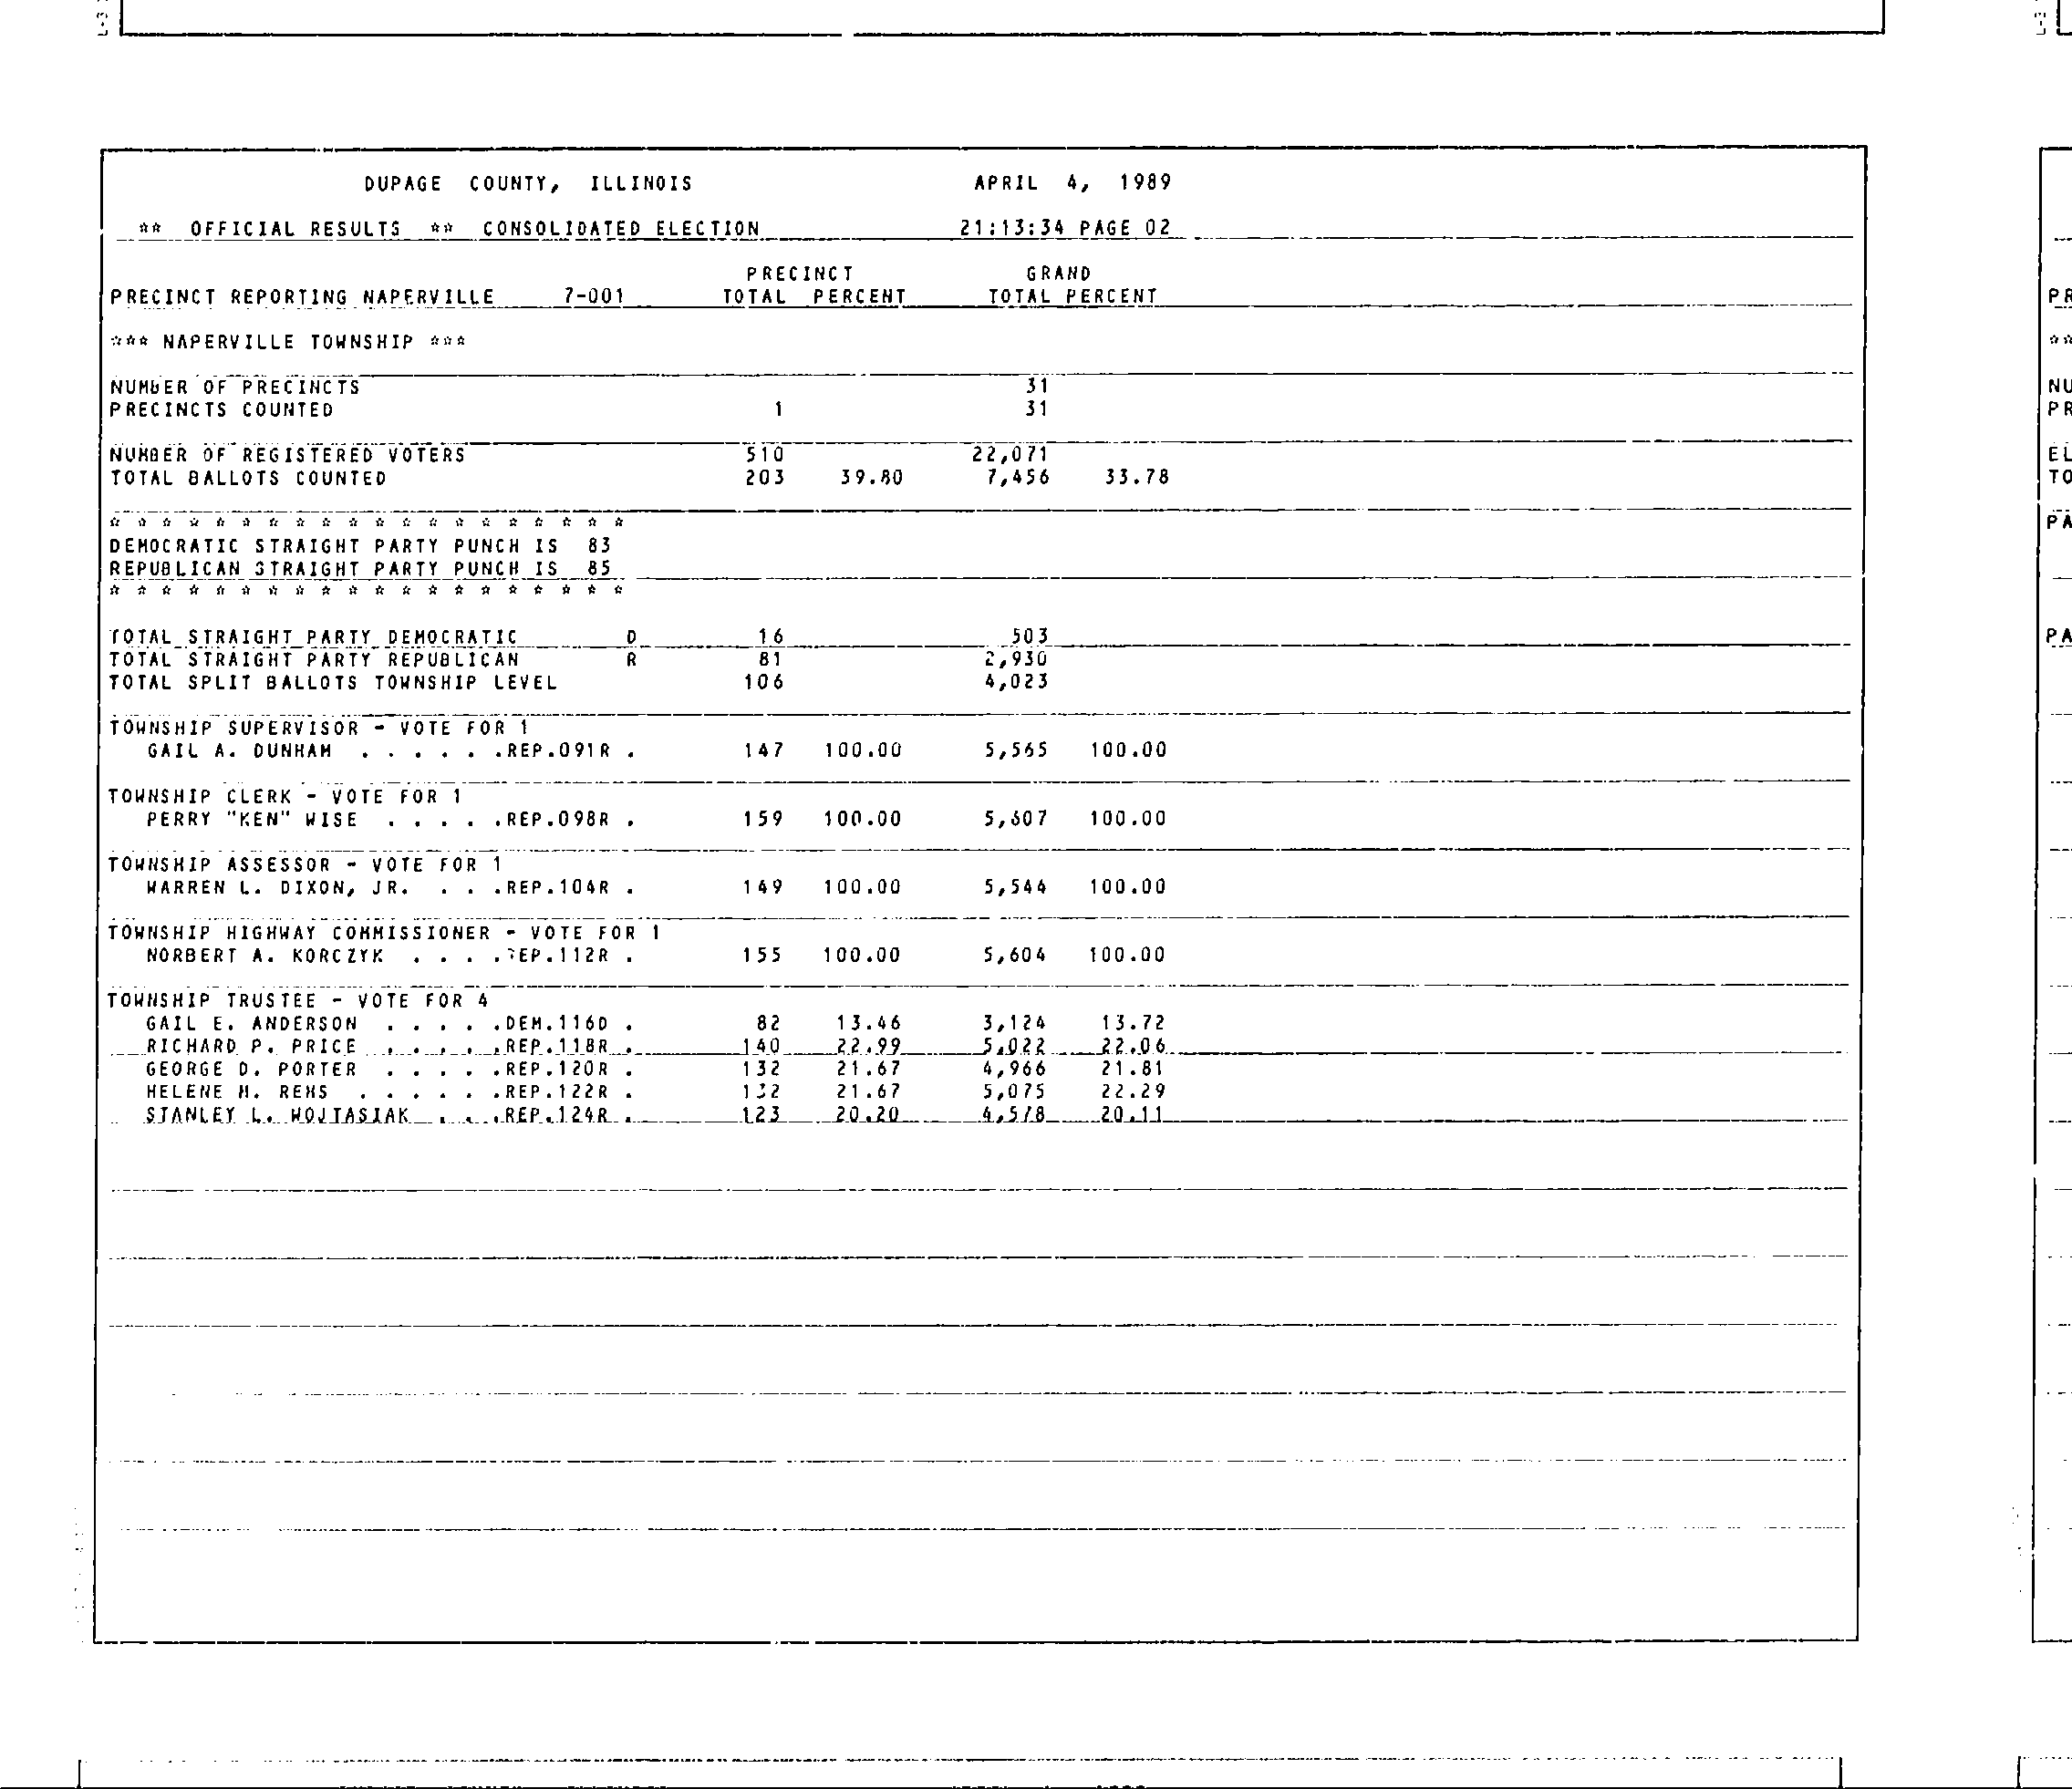 DUPAGE COUNTY, ILLINOIS APRIL 4, 1989
** OFFICIAL RESULTS ** CONSOLIDATED ELECTION 21:13:34 PAGE 02
PRECINCT GRAND
PRECINCT REPORTING NAPERVILLE 7-001 TOTAL PERCENT TOTAL PERCENT
*** NAPERVILLE TOWNSHIP ***
NUMBER OF PRECINCTS 31
PRECINCTS COUNTED 1 31
NUMBER OF REGISTERED VOTERS 510 22,071
TOTAL BALLOTS COUNTED 203 39.80 7,456 33.78
* * * * * * * * * * * * * * * * * * * *
DEMOCRATIC STRAIGHT PARTY PUNCH IS 83
REPUBLICAN STRAIGHT PARTY PUNCH IS 85
* * * * * * * * * * * * * * * * * * * *
TOTAL STRAIGHT PARTY DEMOCRATIC D 16 503
TOTAL STRAIGHT PARTY REPUBLICAN R 81 2,930
TOTAL SPLIT BALLOTS TOWNSHIP LEVEL 106 4,023
TOWNSHIP SUPERVISOR - VOTE FOR 1
GAIL A. DUNHAM . . . . . .REP.091R . 147 100.00 5,565 100.00
TOWNSHIP CLERK - VOTE FOR 1
PERRY "KEN" WISE . . . . .REP.098R . 159 100.00 5,607 100.00
TOWNSHIP ASSESSOR - VOTE FOR 1
WARREN L. DIXON, JR. . . .REP.104R . 149 100.00 5,544 100.00
TOWNSHIP HIGHWAY COMMISSIONER - VOTE FOR 1
NORBERT A. KORCZYK . . . .REP.112R . 155 100.00 5,604 100.00
TOWNSHIP TRUSTEE - VOTE FOR 4
GAIL E. ANDERSON . . . . .DEM.116D . 82 13.46 3,124 13.72
RICHARD P. PRICE . . . . .REP.118R . 140 22.99 5,022 22.06
GEORGE D. PORTER . . . . .REP.120R . 132 21.67 4,966 21.81
HELENE H. REHS . . . . . .REP.122R . 132 21.67 5,075 22.29
STANLEY L. WOJTASIAK . . .REP.124R . 123 20.20 4,578 20.11
PR
**
NU
PR
EL
TO
PA
PA